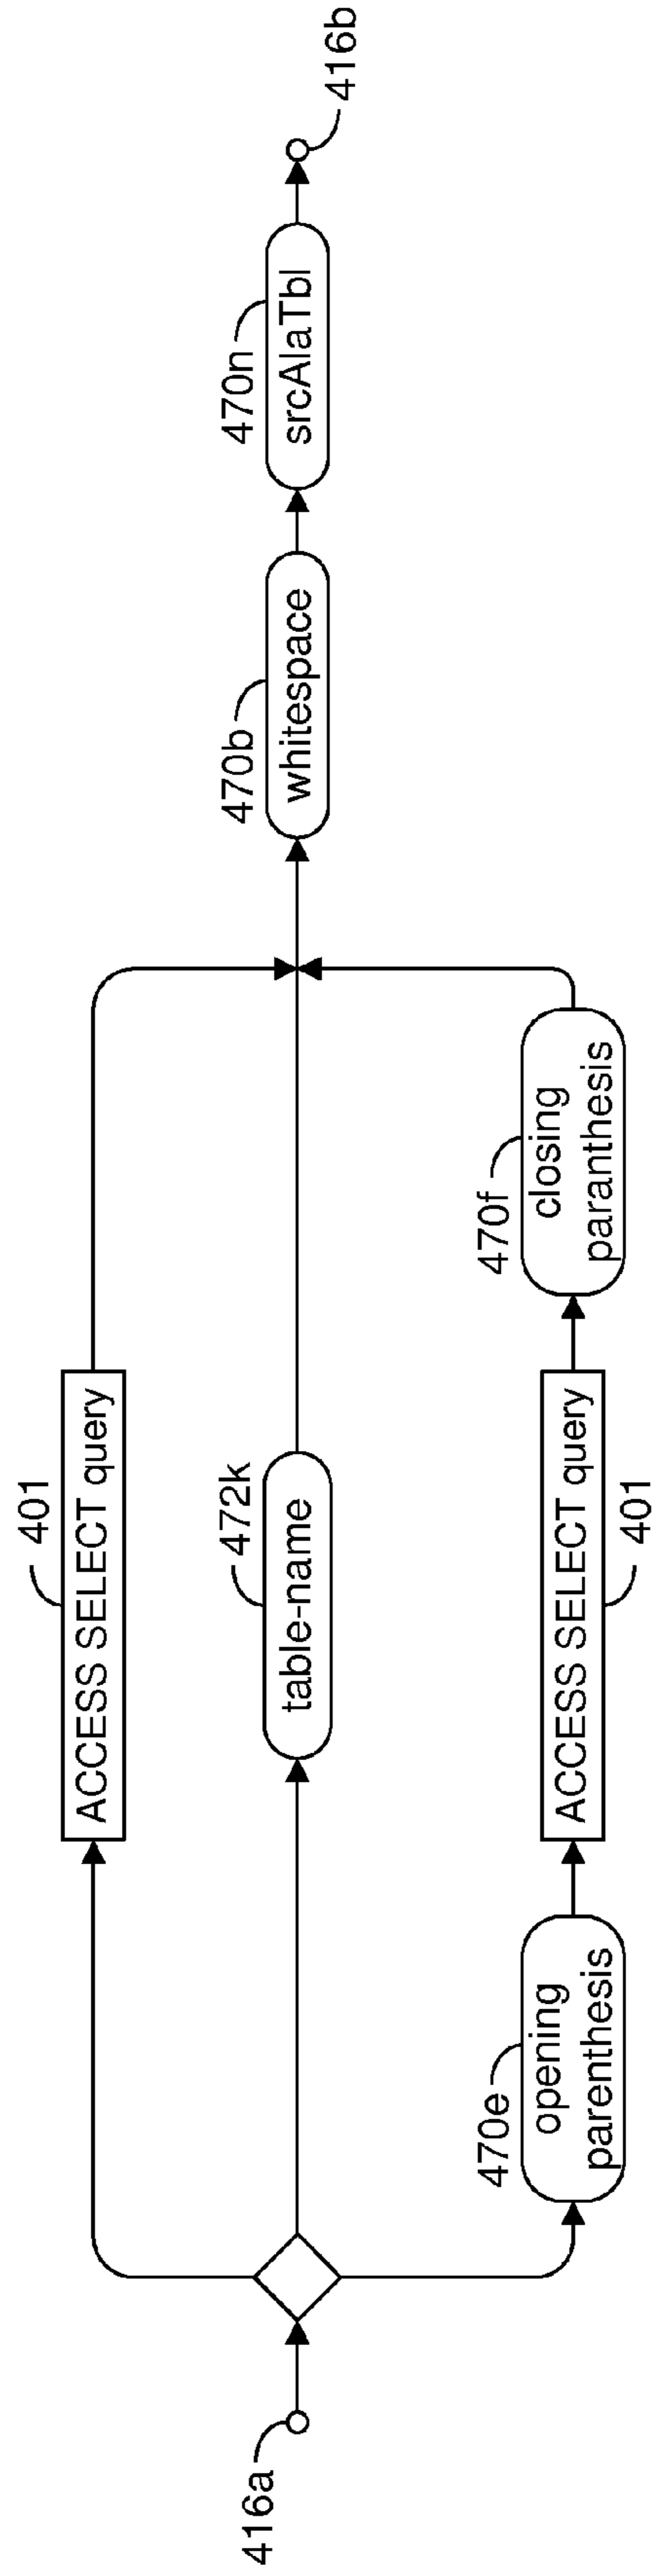 401
ACCESS SELECT query
416a
472k
table-name
470b
whitespace
470n
srcAlaTbl
416b
470e
opening
parenthesis
ACCESS SELECT query
401
470f
closing
paranthesis